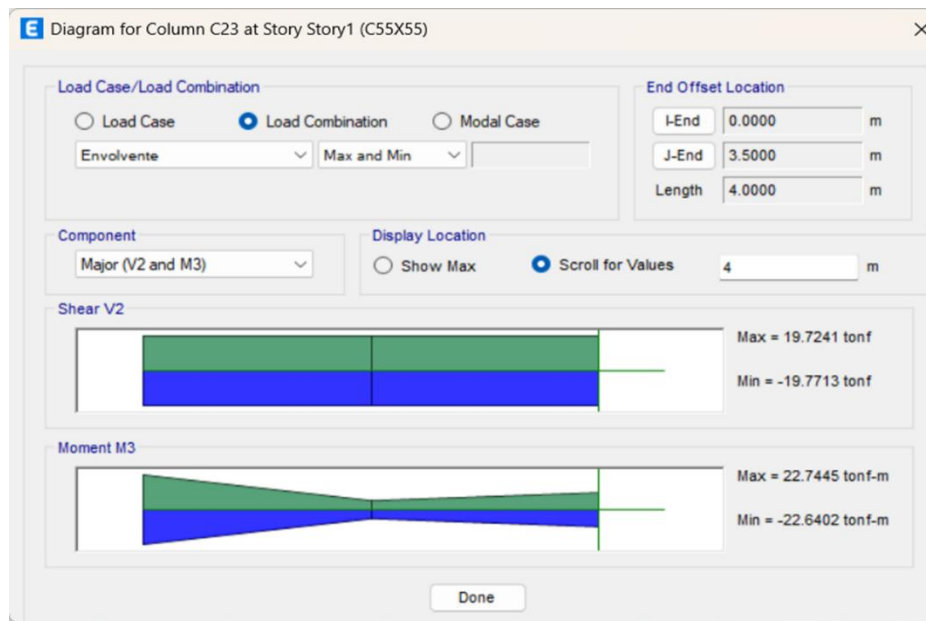 E Diagram for Column C23 at Story Story1 (C55X55)
Load Case/Load Combination
Load Case Load Combination Modal Case
Envolvente Max and Min
End Offset Location
I-End 0.0000 m
J-End 3.5000 m
Length 4.0000 m
Component
Major (V2 and M3)
Display Location
Show Max Scroll for Values 4 m
Shear V2
Max = 19.7241 tonf
Min = -19.7713 tonf
Moment M3
Max = 22.7445 tonf-m
Min = -22.6402 tonf-m
Done